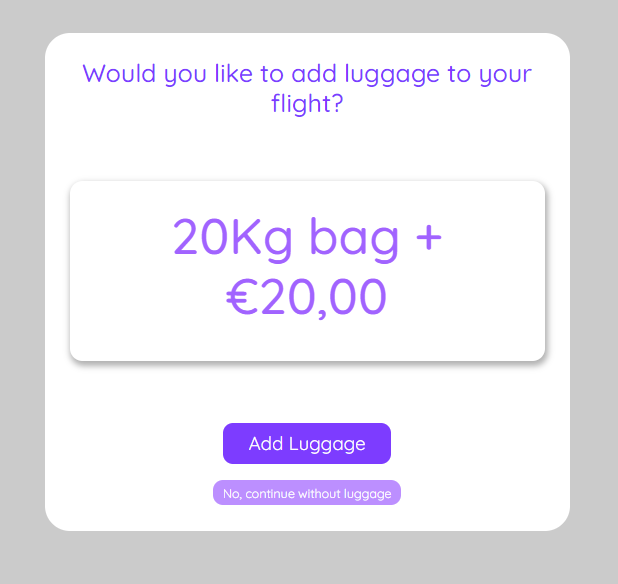 Would you like to add luggage to your
flight?
20Kg bag +
€20,00
Add Luggage
No, continue without luggage